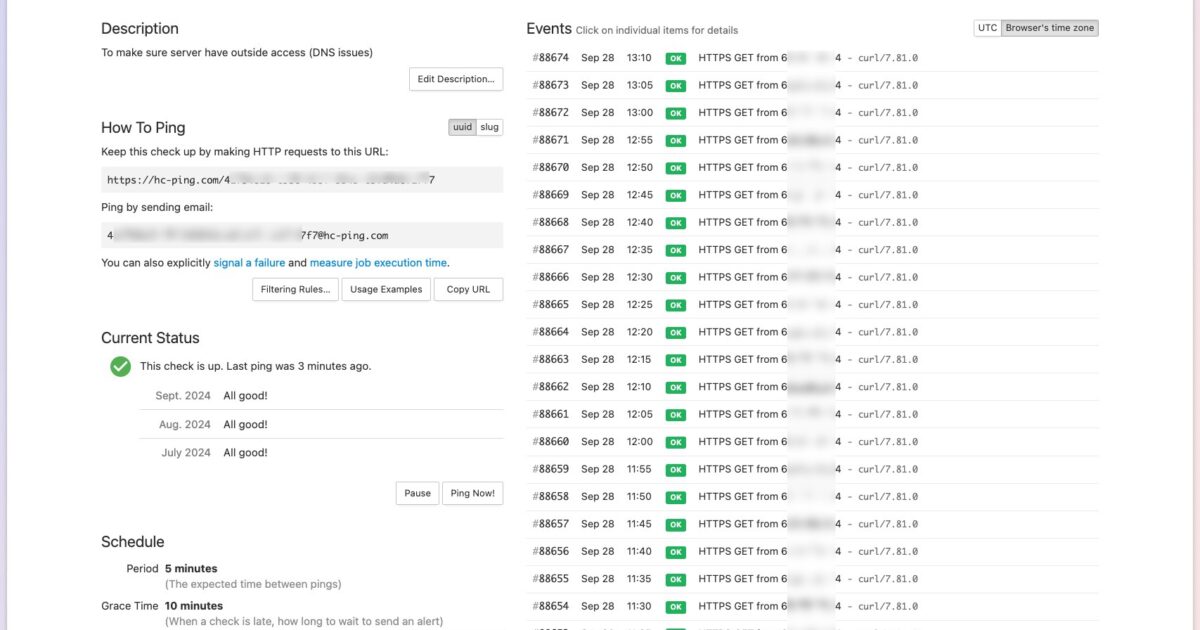 Description
To make sure server have outside access (DNS issues)
Edit Description...
How To Ping
uuid slug
Keep this check up by making HTTP requests to this URL:
https://hc-ping.com/4 7
Ping by sending email:
4 7f7@hc-ping.com
You can also explicitly signal a failure and measure job execution time.
Filtering Rules... Usage Examples Copy URL
Current Status
This check is up. Last ping was 3 minutes ago.
Sept. 2024 All good!
Aug. 2024 All good!
July 2024 All good!
Pause Ping Now!
Schedule
Period 5 minutes
(The expected time between pings)
Grace Time 10 minutes
(When a check is late, how long to wait to send an alert)
Events Click on individual items for details
UTC Browser's time zone
#88674 Sep 28 13:10 OK HTTPS GET from 6 4 - curl/7.81.0
#88673 Sep 28 13:05 OK HTTPS GET from 6 4 - curl/7.81.0
#88672 Sep 28 13:00 OK HTTPS GET from 6 4 - curl/7.81.0
#88671 Sep 28 12:55 OK HTTPS GET from 6 4 - curl/7.81.0
#88670 Sep 28 12:50 OK HTTPS GET from 6 4 - curl/7.81.0
#88669 Sep 28 12:45 OK HTTPS GET from 6 4 - curl/7.81.0
#88668 Sep 28 12:40 OK HTTPS GET from 6 4 - curl/7.81.0
#88667 Sep 28 12:35 OK HTTPS GET from 6 4 - curl/7.81.0
#88666 Sep 28 12:30 OK HTTPS GET from 6 4 - curl/7.81.0
#88665 Sep 28 12:25 OK HTTPS GET from 6 4 - curl/7.81.0
#88664 Sep 28 12:20 OK HTTPS GET from 6 4 - curl/7.81.0
#88663 Sep 28 12:15 OK HTTPS GET from 6 4 - curl/7.81.0
#88662 Sep 28 12:10 OK HTTPS GET from 6 4 - curl/7.81.0
#88661 Sep 28 12:05 OK HTTPS GET from 6 4 - curl/7.81.0
#88660 Sep 28 12:00 OK HTTPS GET from 6 4 - curl/7.81.0
#88659 Sep 28 11:55 OK HTTPS GET from 6 4 - curl/7.81.0
#88658 Sep 28 11:50 OK HTTPS GET from 6 4 - curl/7.81.0
#88657 Sep 28 11:45 OK HTTPS GET from 6 4 - curl/7.81.0
#88656 Sep 28 11:40 OK HTTPS GET from 6 4 - curl/7.81.0
#88655 Sep 28 11:35 OK HTTPS GET from 6 4 - curl/7.81.0
#88654 Sep 28 11:30 OK HTTPS GET from 6 4 - curl/7.81.0